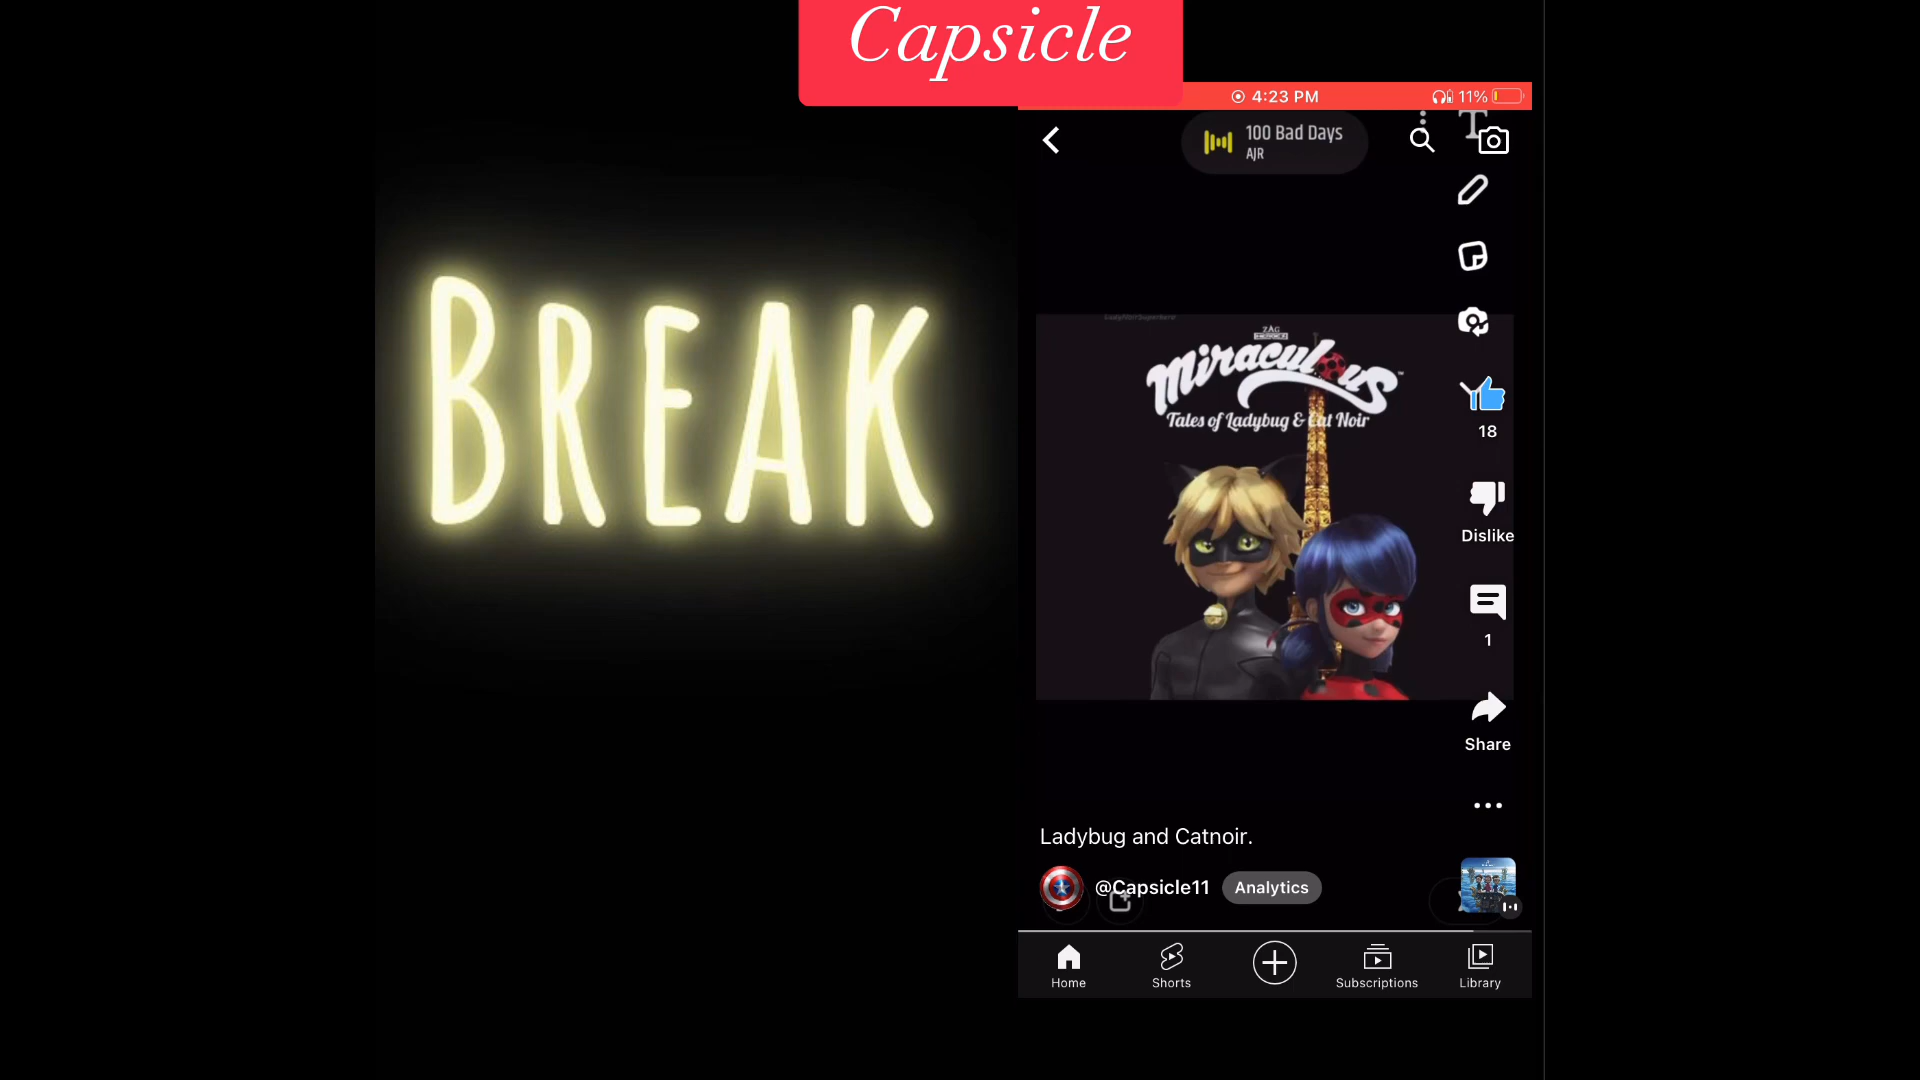 Capsicle
4:23 PM
11%
100 Bad Days
AJR
T
BREAK
ZAG
Miraculous
Tales of Ladybug & Cat Noir
18
Dislike
1
Share
Ladybug and Catnoir.
@Capsicle11
Analytics
Home
Shorts
Subscriptions
Library